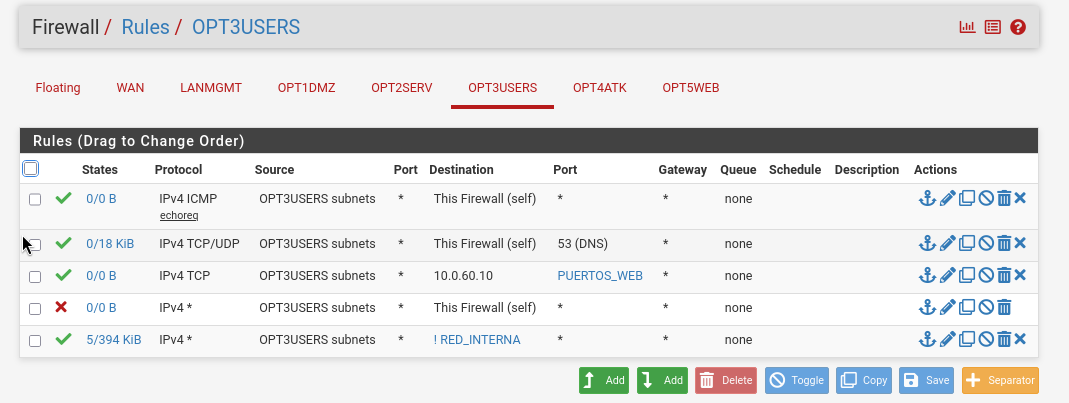 Firewall / Rules / OPT3USERS
Floating WAN LANMGMT OPT1DMZ OPT2SERV OPT3USERS OPT4ATK OPT5WEB
Rules (Drag to Change Order)
States Protocol Source Port Destination Port Gateway Queue Schedule Description Actions
0/0 B IPv4 ICMP OPT3USERS subnets * This Firewall (self) * * none
echoreq
0/18 KiB IPv4 TCP/UDP OPT3USERS subnets * This Firewall (self) 53 (DNS) * none
0/0 B IPv4 TCP OPT3USERS subnets * 10.0.60.10 PUERTOS_WEB * none
0/0 B IPv4 * OPT3USERS subnets * This Firewall (self) * * none
5/394 KiB IPv4 * OPT3USERS subnets * ! RED_INTERNA * * none
Add Add Delete Toggle Copy Save Separator